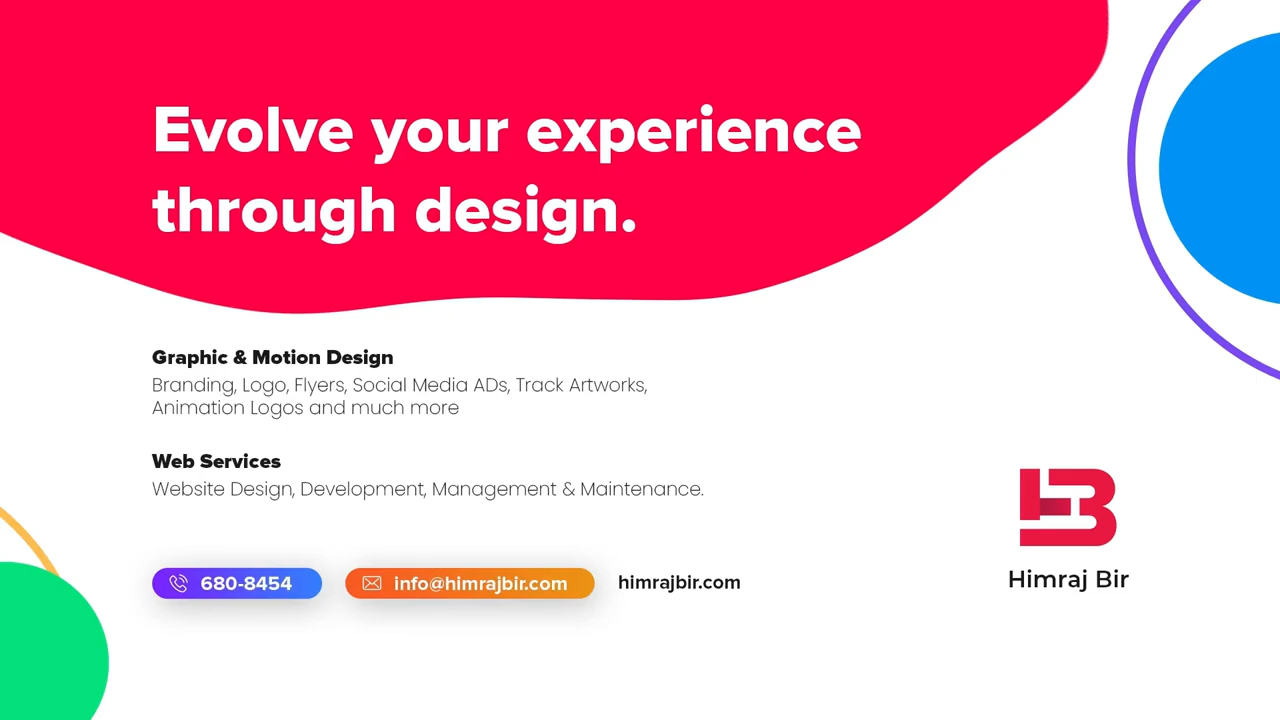 Evolve your experience
through design.
Graphic & Motion Design
Branding, Logo, Flyers, Social Media ADs, Track Artworks,
Animation Logos and much more
Web Services
Website Design, Development, Management & Maintenance.
680-8454
info@himrajbir.com
himrajbir.com
Himraj Bir